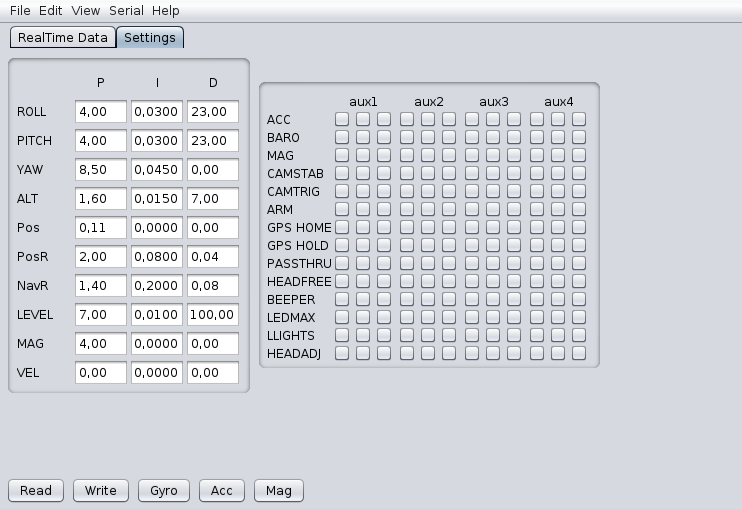 File Edit View Serial Help
RealTime Data Settings
P I D
ROLL 4,00 0,0300 23,00
PITCH 4,00 0,0300 23,00
YAW 8,50 0,0450 0,00
ALT 1,60 0,0150 7,00
Pos 0,11 0,0000 0,00
PosR 2,00 0,0800 0,04
NavR 1,40 0,2000 0,08
LEVEL 7,00 0,0100 100,00
MAG 4,00 0,0000 0,00
VEL 0,00 0,0000 0,00
aux1 aux2 aux3 aux4
ACC
BARO
MAG
CAMSTAB
CAMTRIG
ARM
GPS HOME
GPS HOLD
PASSTHRU
HEADFREE
BEEPER
LEDMAX
LLIGHTS
HEADADJ
Read Write Gyro Acc Mag